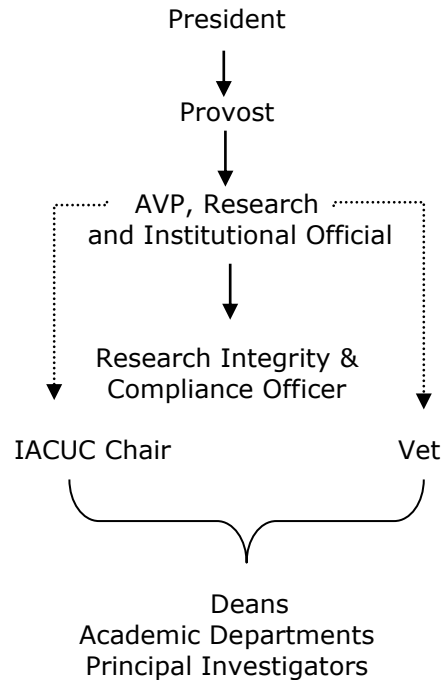 President
Provost
AVP, Research
and Institutional Official
Research Integrity &
Compliance Officer
IACUC Chair
Vet
Deans
Academic Departments
Principal Investigators